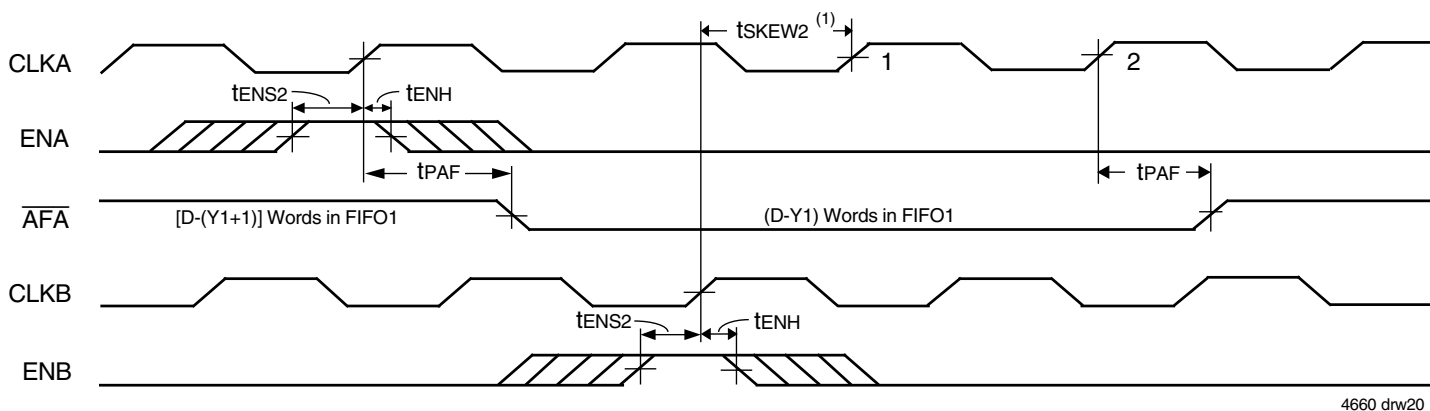 tSKEW2 (1)
CLKA
1
2
tENS2
tENH
ENA
tPAF
tPAF
AFA
[D-(Y1+1)] Words in FIFO1
(D-Y1) Words in FIFO1
CLKB
tENS2
tENH
ENB
4660 drw20